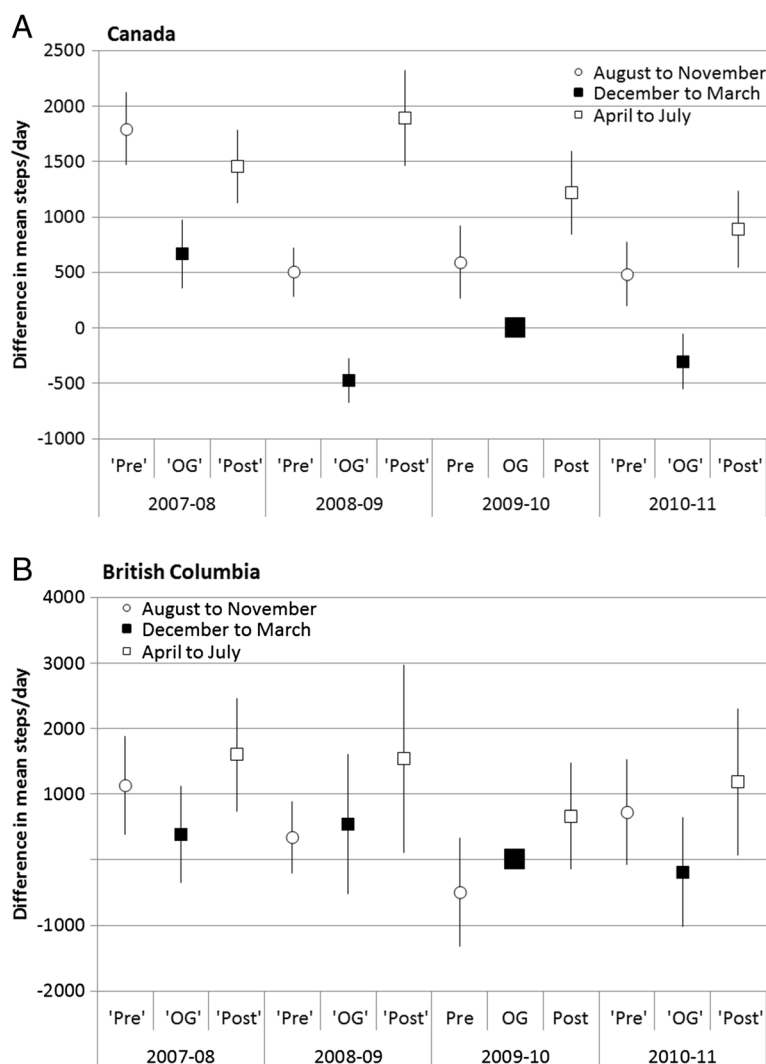 A
Canada
2500
2000
1500
1000
500
0
-500
-1000
Difference in mean steps/day
August to November
December to March
April to July
'Pre' 'OG' 'Post' 'Pre' 'OG' 'Post' Pre OG Post 'Pre' 'OG' 'Post'
2007-08 2008-09 2009-10 2010-11
B
British Columbia
4000
3000
2000
1000
-1000
-2000
Difference in mean steps/day
August to November
December to March
April to July
'Pre' 'OG' 'Post' 'Pre' 'OG' 'Post' Pre OG Post 'Pre' 'OG' 'Post'
2007-08 2008-09 2009-10 2010-11